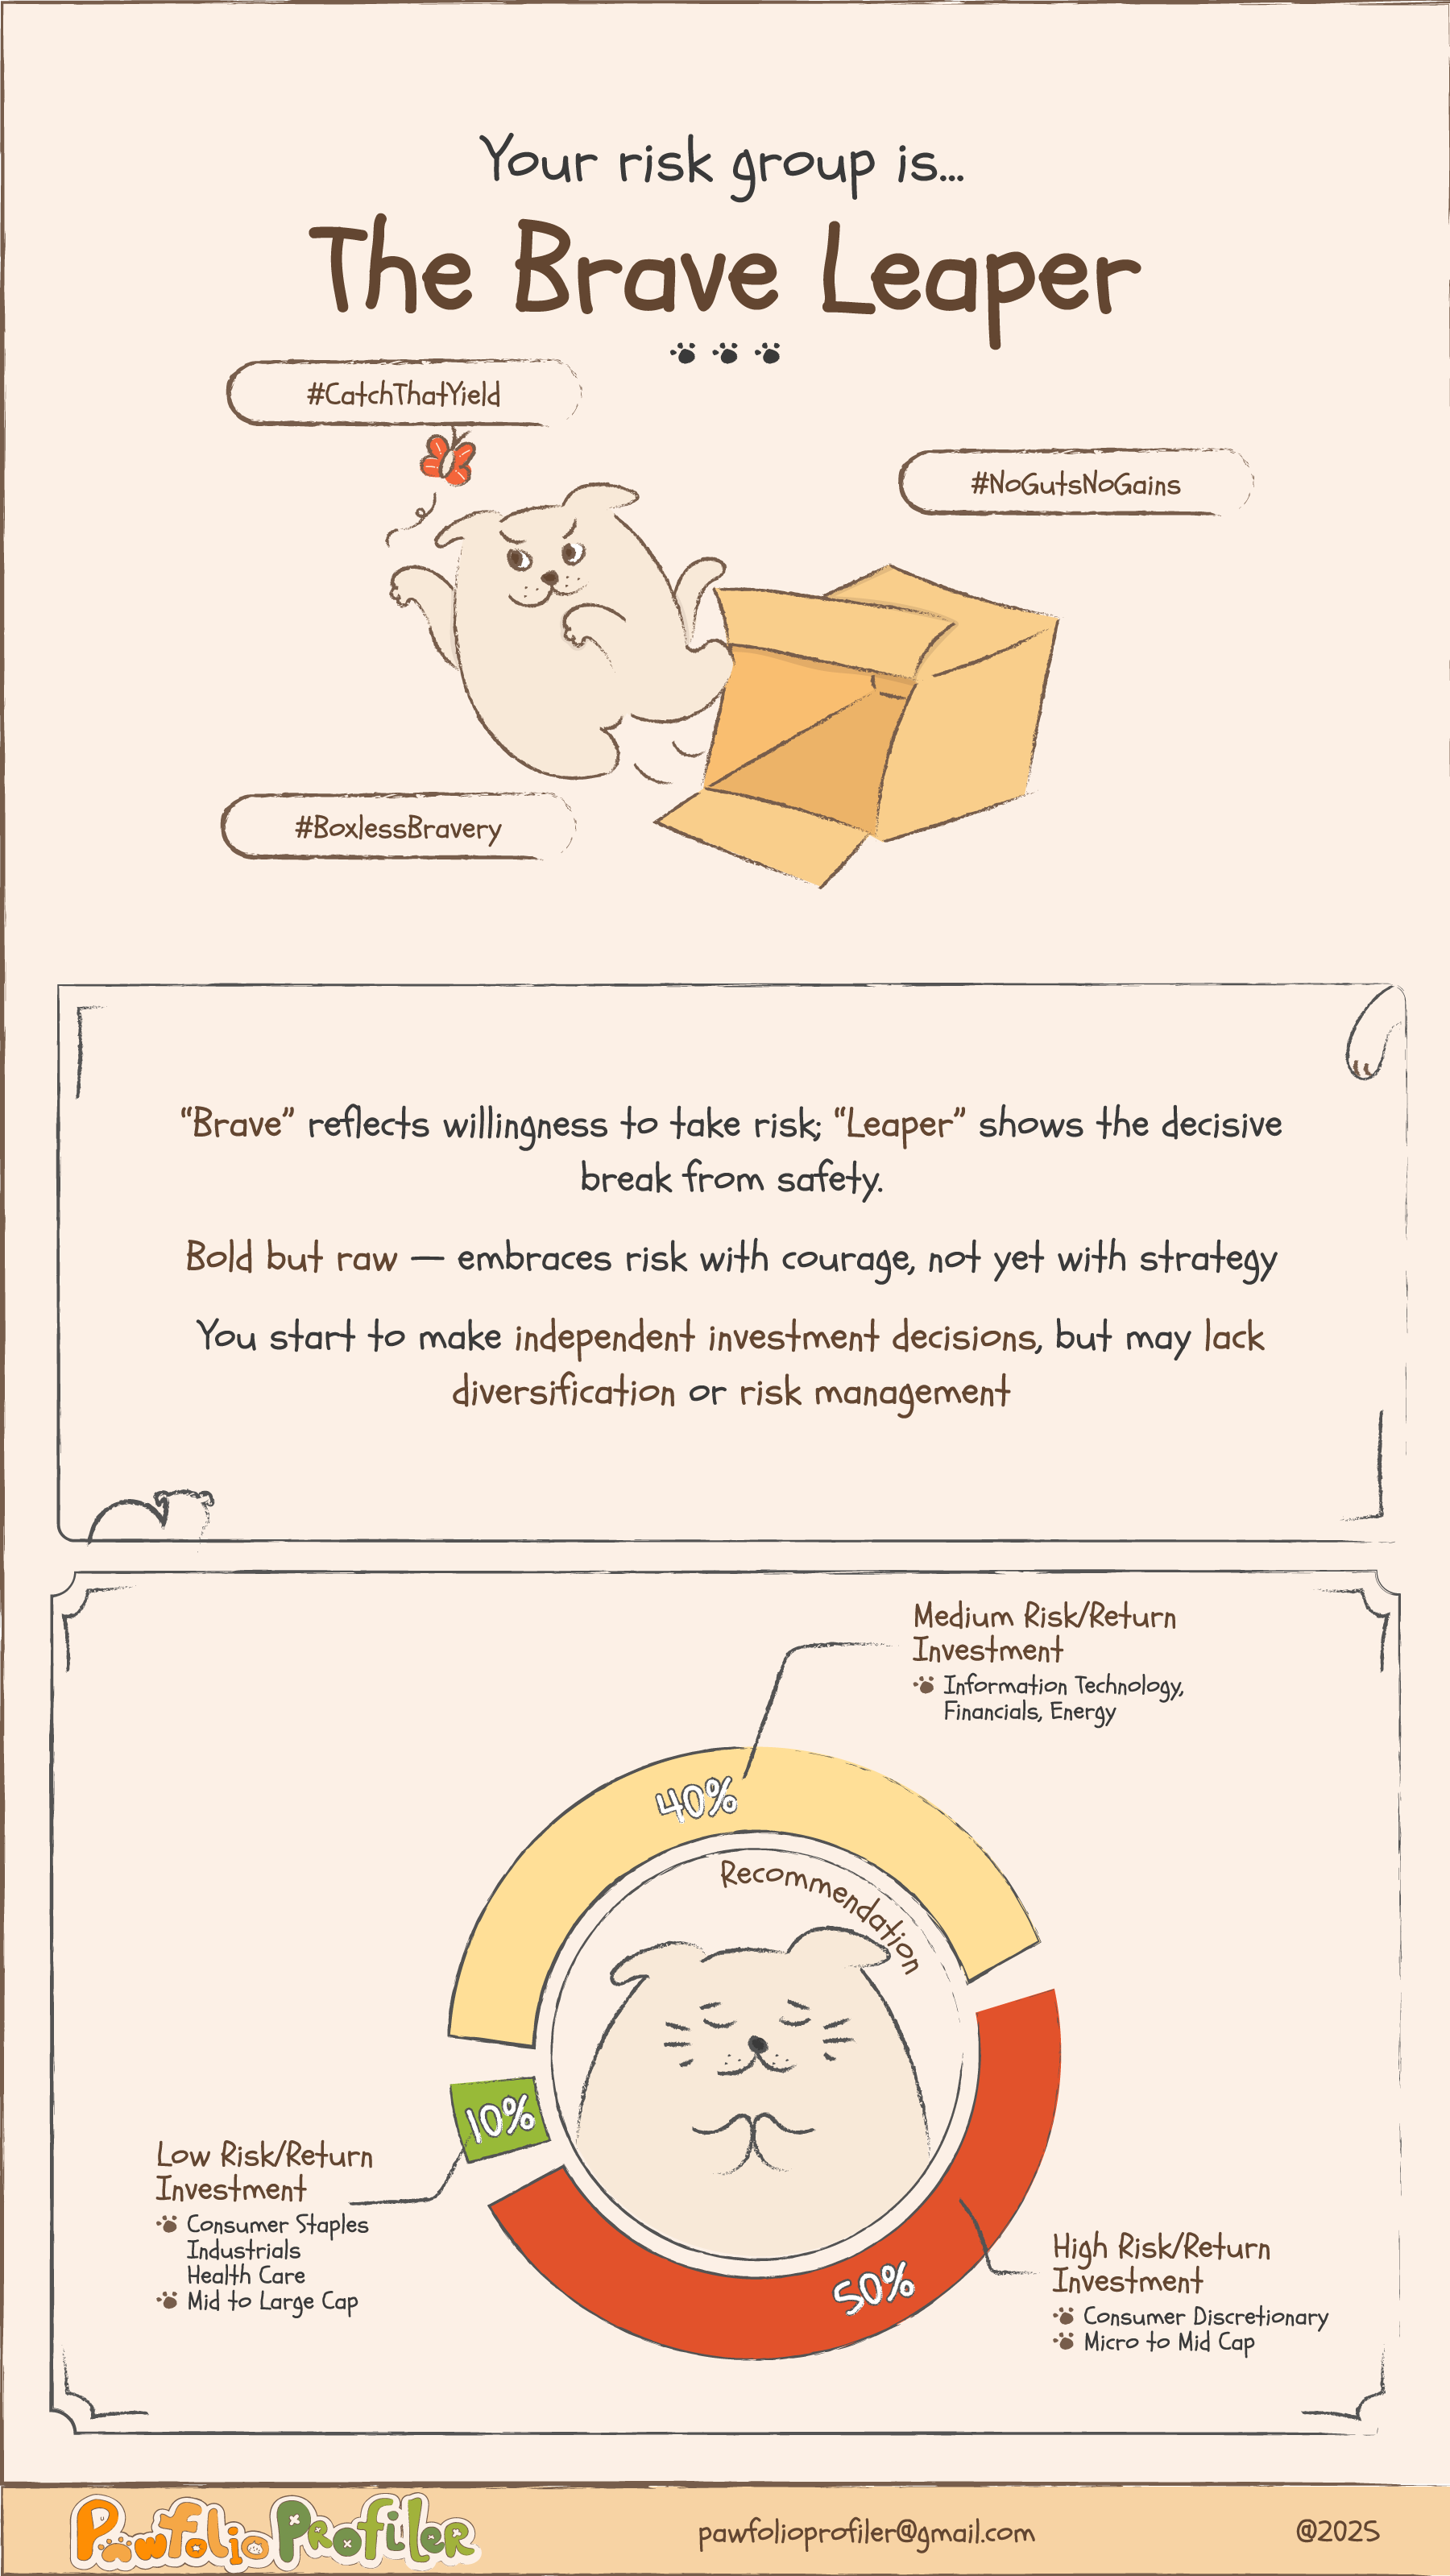 Your risk group is...
The Brave Leaper
#CatchThatYield
#NoGutsNoGains
#BoxlessBravery
“Brave” reflects willingness to take risk; “Leaper” shows the decisive
break from safety.
Bold but raw — embraces risk with courage, not yet with strategy
You start to make independent investment decisions, but may lack
diversification or risk management
Medium Risk/Return
Investment
Information Technology,
Financials, Energy
40%
Recommendation
10%
Low Risk/Return
Investment
Consumer Staples
Industrials
Health Care
Mid to Large Cap
50%
High Risk/Return
Investment
Consumer Discretionary
Micro to Mid Cap
Pawfolio Profiler
pawfolioprofiler@gmail.com
@2025